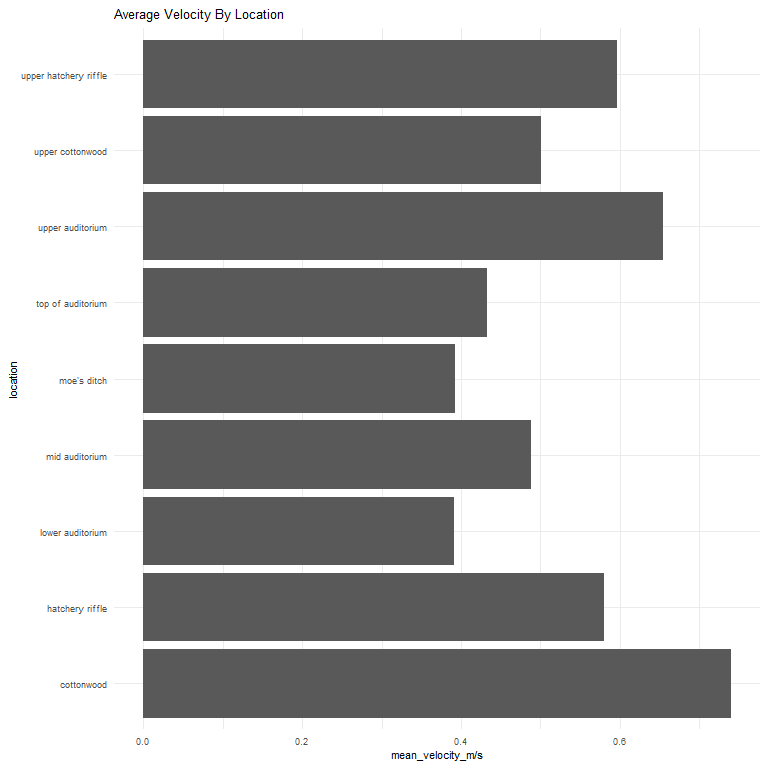 Average Velocity By Location
upper hatchery riffle
upper cottonwood
upper auditorium
top of auditorium
moe's ditch
mid auditorium
lower auditorium
hatchery riffle
cottonwood
location
0.0 0.2 0.4 0.6
mean_velocity_m/s